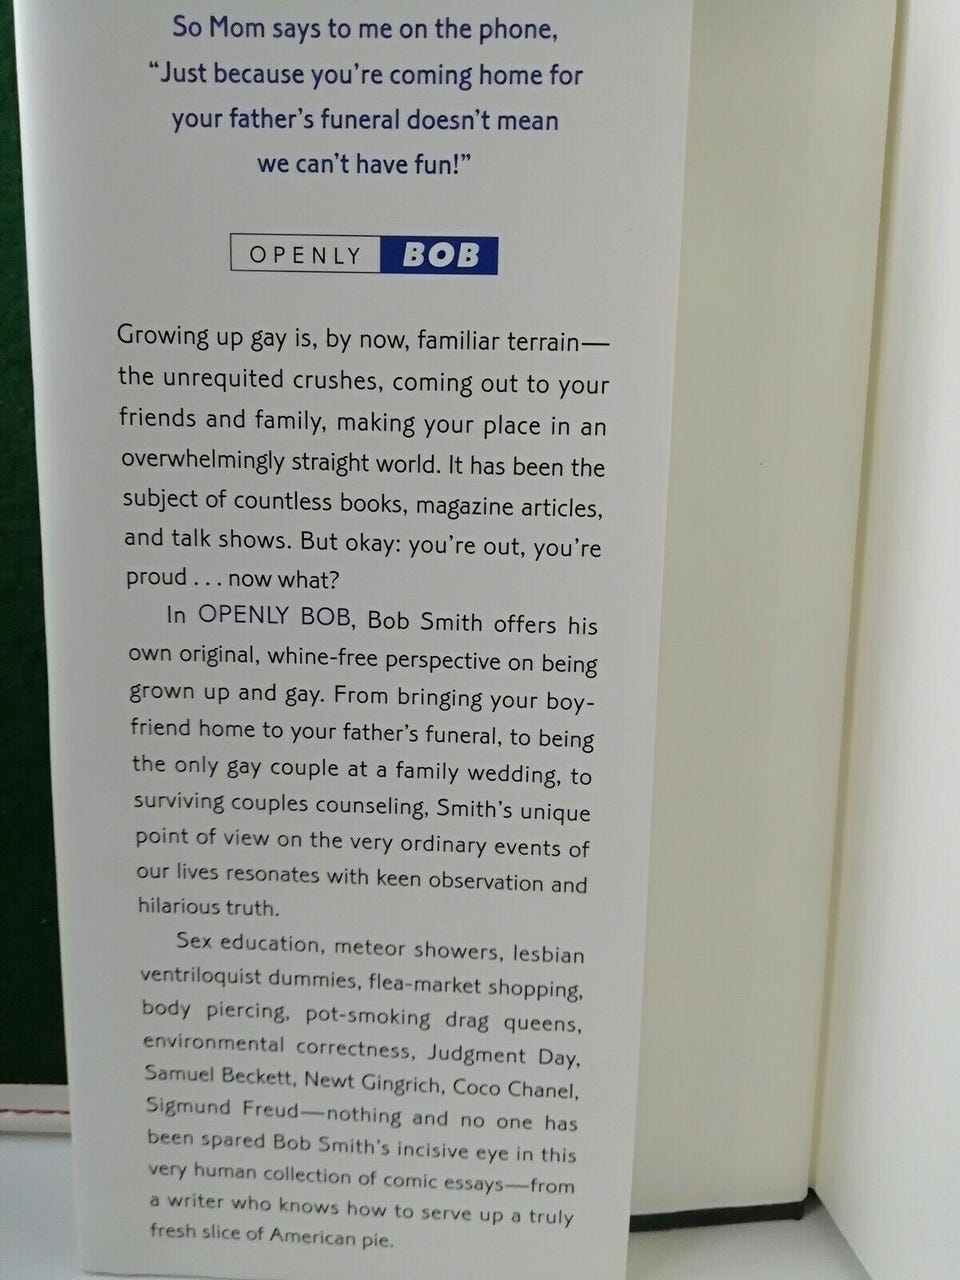 So Mom says to me on the phone,
“Just because you’re coming home for
your father’s funeral doesn’t mean
we can’t have fun!”
OPENLY BOB
Growing up gay is, by now, familiar terrain—
the unrequited crushes, coming out to your
friends and family, making your place in an
overwhelmingly straight world. It has been the
subject of countless books, magazine articles,
and talk shows. But okay: you’re out, you’re
proud . . . now what?
In OPENLY BOB, Bob Smith offers his
own original, whine-free perspective on being
grown up and gay. From bringing your boy-
friend home to your father’s funeral, to being
the only gay couple at a family wedding, to
surviving couples counseling, Smith’s unique
point of view on the very ordinary events of
our lives resonates with keen observation and
hilarious truth.
Sex education, meteor showers, lesbian
ventriloquist dummies, flea-market shopping,
body piercing, pot-smoking drag queens,
environmental correctness, Judgment Day,
Samuel Beckett, Newt Gingrich, Coco Chanel,
Sigmund Freud—nothing and no one has
been spared Bob Smith’s incisive eye in this
very human collection of comic essays—from
a writer who knows how to serve up a truly
fresh slice of American pie.